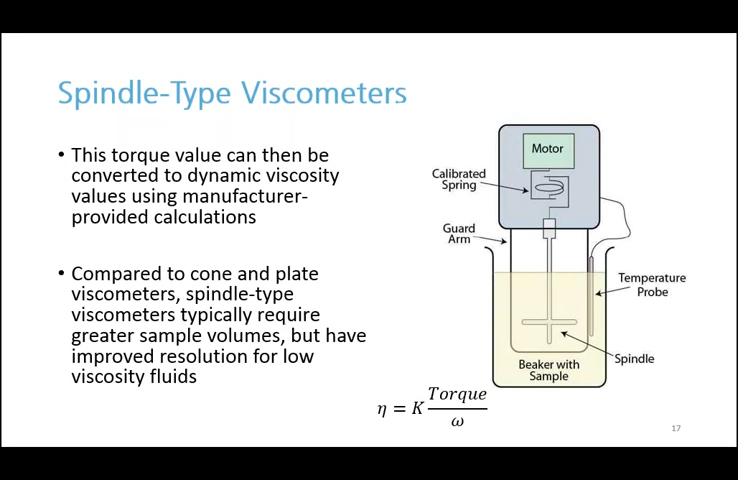 Spindle-Type Viscometers
• This torque value can then be
converted to dynamic viscosity
values using manufacturer-
provided calculations
• Compared to cone and plate
viscometers, spindle-type
viscometers typically require
greater sample volumes, but have
improved resolution for low
viscosity fluids
Motor
Calibrated
Spring
Guard
Arm
Temperature
Probe
Spindle
Beaker with
Sample
η = K Torque / ω
17